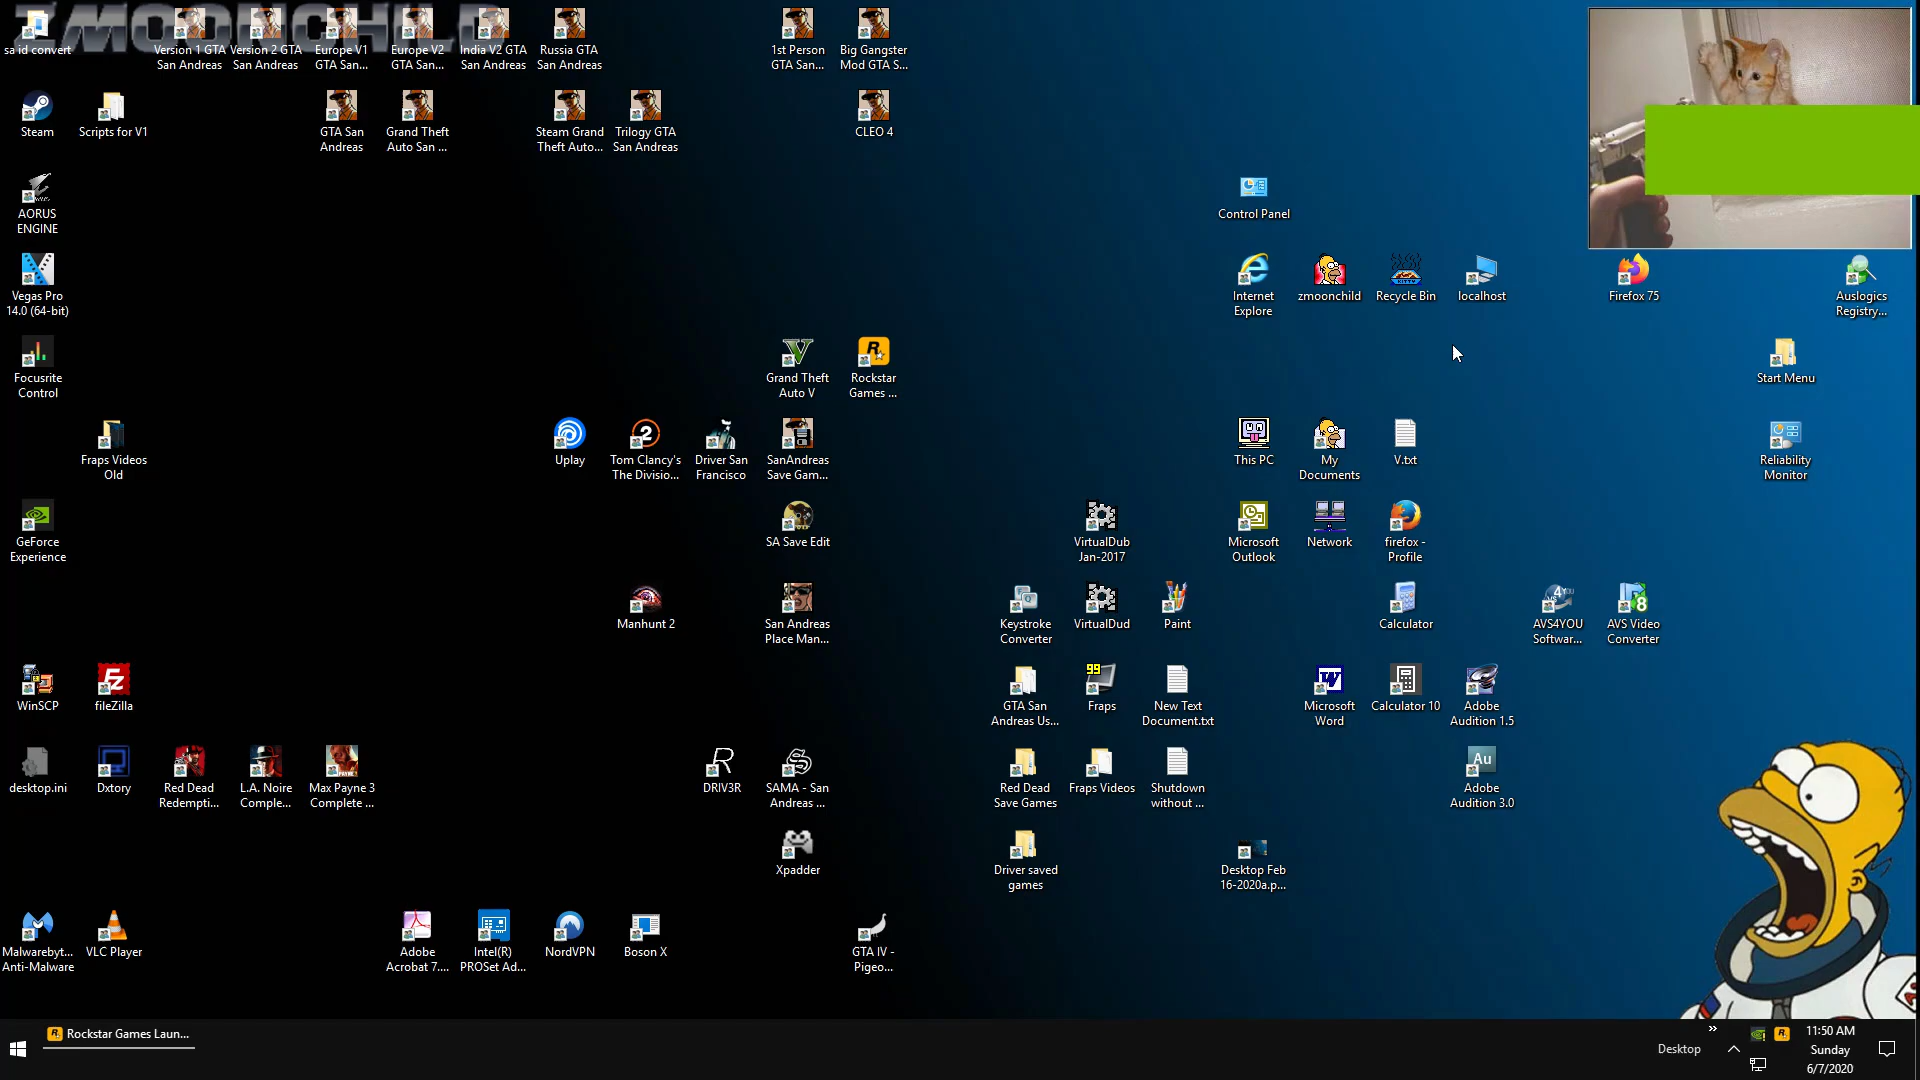 ZMOONCHILD
sa id convert
Version 1 GTA
San Andreas
Version 2 GTA
San Andreas
Europe V1
GTA San...
Europe V2
GTA San...
India V2 GTA
San Andreas
Russia GTA
San Andreas
1st Person
GTA San...
Big Gangster
Mod GTA S...
Steam
Scripts for V1
GTA San
Andreas
Grand Theft
Auto San ...
Steam Grand
Theft Auto...
Trilogy GTA
San Andreas
CLEO 4
AORUS
ENGINE
Control Panel
Vegas Pro
14.0 (64-bit)
Internet
Explore
zmoonchild
Recycle Bin
localhost
Firefox 75
Auslogics
Registry...
Focusrite
Control
Grand Theft
Auto V
Rockstar
Games ...
Start Menu
Fraps Videos
Old
Uplay
Tom Clancy's
The Divisio...
Driver San
Francisco
SanAndreas
Save Gam...
This PC
My
Documents
V.txt
Reliability
Monitor
GeForce
Experience
SA Save Edit
VirtualDub
Jan-2017
Microsoft
Outlook
Network
firefox -
Profile
Manhunt 2
San Andreas
Place Man...
Keystroke
Converter
VirtualDud
Paint
Calculator
AVS4YOU
Softwar...
AVS Video
Converter
WinSCP
fileZilla
GTA San
Andreas Us...
Fraps
New Text
Document.txt
Microsoft
Word
Calculator 10
Adobe
Audition 1.5
desktop.ini
Dxtory
Red Dead
Redempti...
L.A. Noire
Comple...
Max Payne 3
Complete ...
DRIV3R
SAMA - San
Andreas ...
Red Dead
Save Games
Fraps Videos
Shutdown
without ...
Adobe
Audition 3.0
Xpadder
Driver saved
games
Desktop Feb
16-2020a.p...
Malwarebyt...
Anti-Malware
VLC Player
Adobe
Acrobat 7....
Intel(R)
PROSet Ad...
NordVPN
Boson X
GTA IV -
Pigeo...
Rockstar Games Laun...
Desktop
11:50 AM
Sunday
6/7/2020